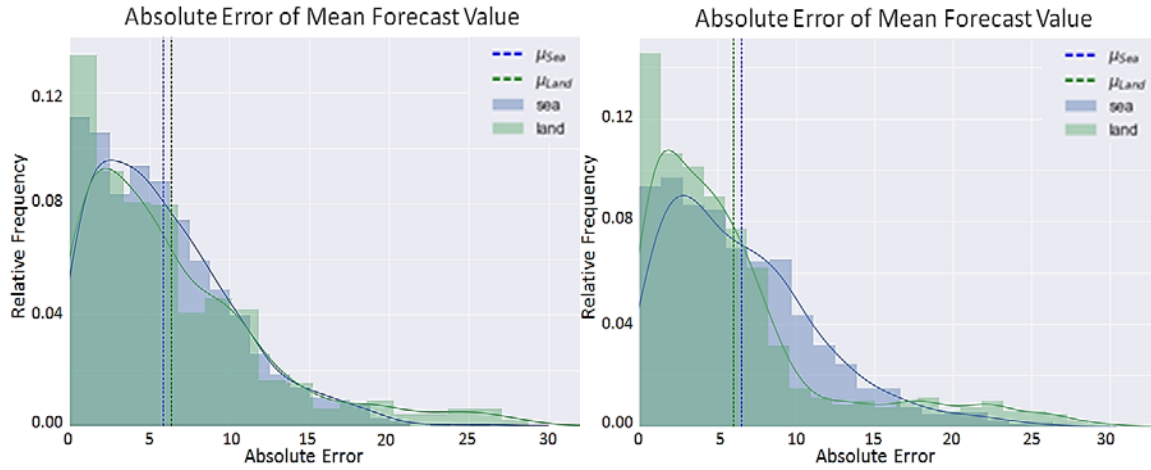 Absolute Error of Mean Forecast Value
μSea
μLand
sea
land
0.12
0.08
0.04
0.00
Relative Frequency
0 5 10 15 20 25 30
Absolute Error
Absolute Error of Mean Forecast Value
μSea
μLand
sea
land
0.12
0.08
0.04
0.00
Relative Frequency
0 5 10 15 20 25 30
Absolute Error